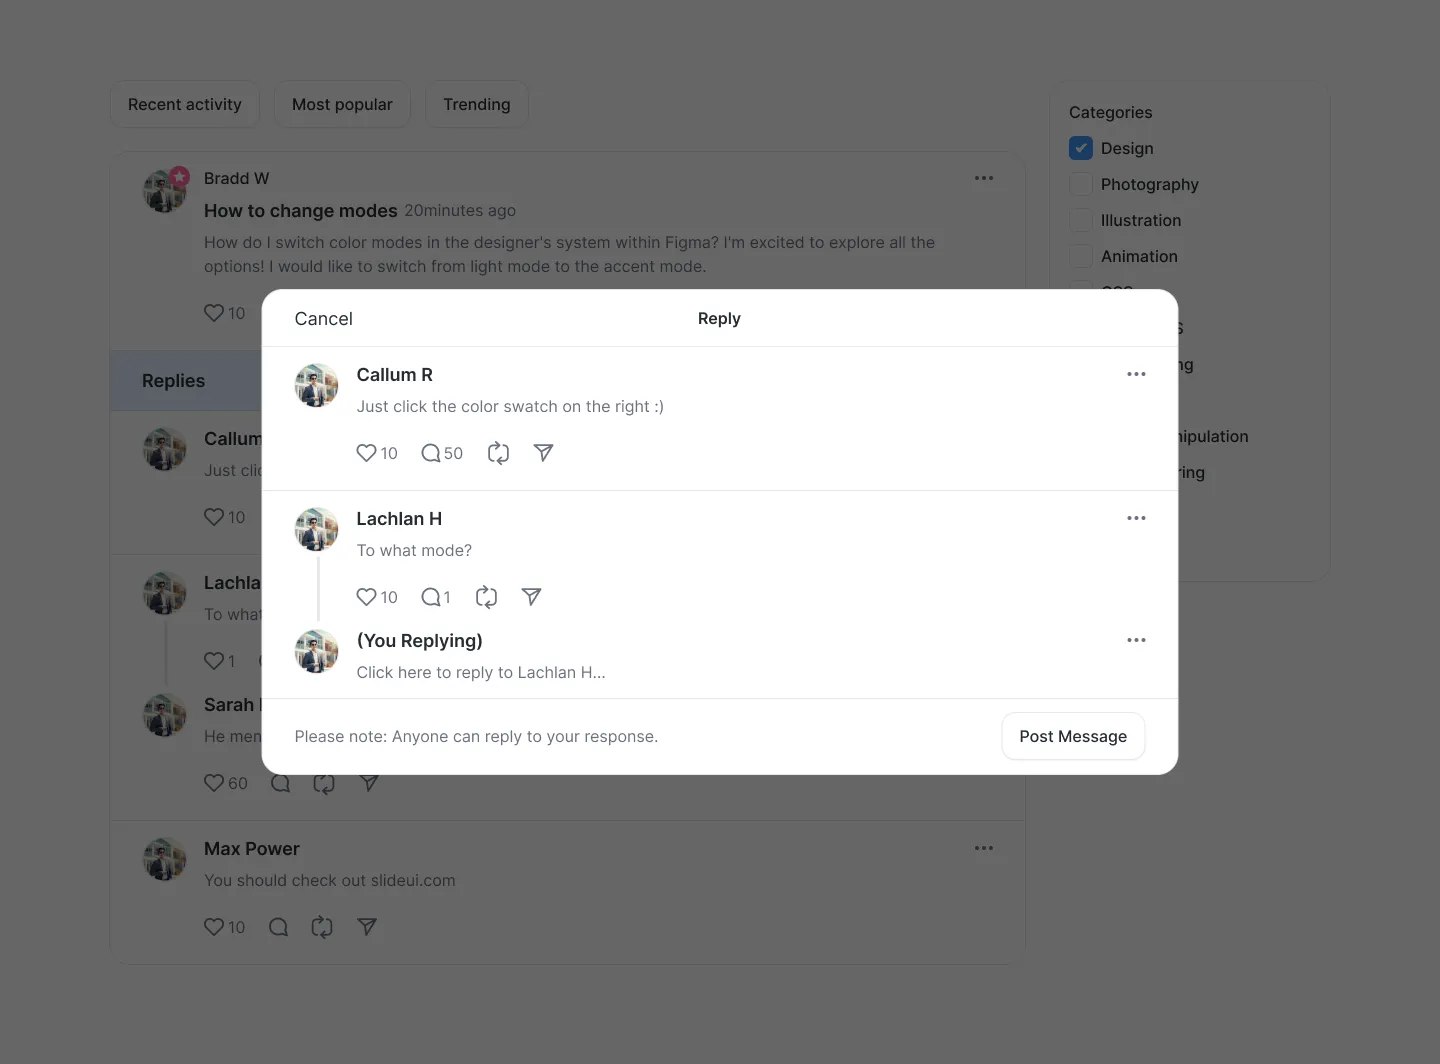 Recent activity
Most popular
Trending
Categories
Design
Photography
Illustration
Animation
Bradd W
How to change modes 20minutes ago
How do I switch color modes in the designer's system within Figma? I'm excited to explore all the
options! I would like to switch from light mode to the accent mode.
10
Replies
Callum
Just clic
10
Lachla
To what
1
Sarah
He men
60
Max Power
You should check out slideui.com
10
Cancel
Reply
Callum R
Just click the color swatch on the right :)
10 50
Lachlan H
To what mode?
10 1
(You Replying)
Click here to reply to Lachlan H...
Please note: Anyone can reply to your response.
Post Message